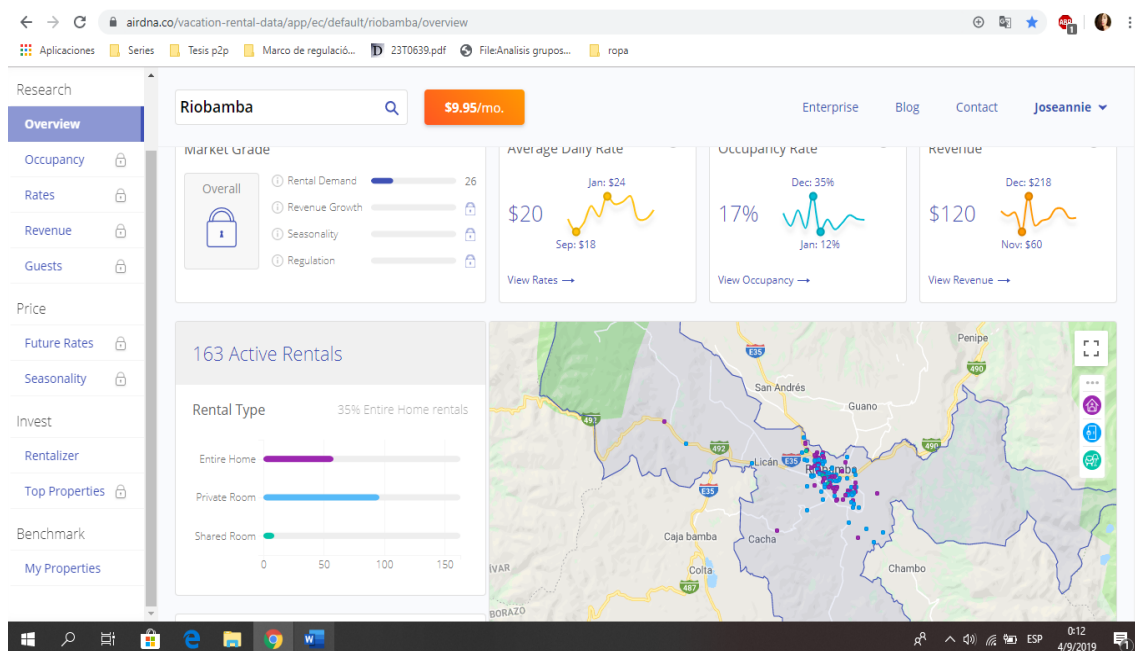 airdna.co/vacation-rental-data/app/ec/default/riobamba/overview
ABP
1
Aplicaciones
Series
Tesis p2p
Marco de regulació...
23T0639.pdf
File:Analisis grupos...
ropa
Research
Overview
Occupancy
Rates
Revenue
Guests
Price
Future Rates
Seasonality
Invest
Rentalizer
Top Properties
Benchmark
My Properties
Riobamba
$9.95/mo.
Enterprise
Blog
Contact
Joseannie
Market Grade
Overall
1
Rental Demand
26
Revenue Growth
Seasonality
Regulation
Average Daily Rate
Jan: $24
$20
Sep: $18
View Rates →
Occupancy Rate
Dec: 35%
17%
Jan: 12%
View Occupancy →
Revenue
Dec: $218
$120
Nov: $60
View Revenue →
163 Active Rentals
Rental Type
35% Entire Home rentals
Entire Home
Private Room
Shared Room
0 50 100 150
Penipe
E35
490
San Andrés
Guano
491
492
490
Licán
E35
Riobamba
E35
Caja bamba
Cacha
Colta
Chambo
487
ÍVAR
BORAZO
ESP
0:12
4/9/2019
1